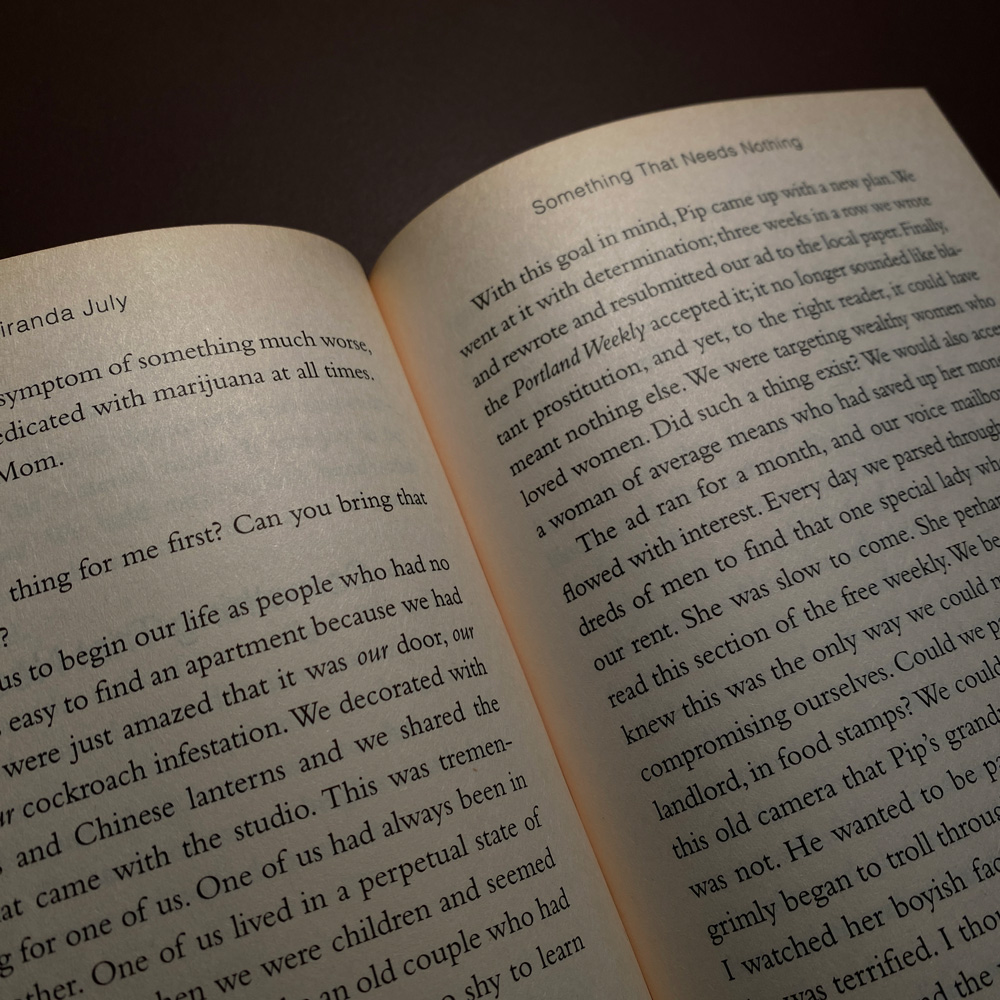 iranda July
symptom of something much worse,
edicated with marijuana at all times.
Mom.
thing for me first? Can you bring that
?
us to begin our life as people who had no
easy to find an apartment because we had
were just amazed that it was our door, our
ur cockroach infestation. We decorated with
, and Chinese lanterns and we shared the
at came with the studio. This was tremen-
g for one of us. One of us had always been in
ther. One of us lived in a perpetual state of
hen we were children and seemed
an old couple who had
o shy to learn
Something That Needs Nothing
With this goal in mind, Pip came up with a new plan. We
went at it with determination; three weeks in a row we wrote
and rewrote and resubmitted our ad to the local paper. Finally,
the Portland Weekly accepted it; it no longer sounded like bla-
tant prostitution, and yet, to the right reader, it could have
meant nothing else. We were targeting wealthy women who
loved women. Did such a thing exist? We would also acce
a woman of average means who had saved up her mone
The ad ran for a month, and our voice mailbo
flowed with interest. Every day we parsed through
dreds of men to find that one special lady who
our rent. She was slow to come. She perhap
read this section of the free weekly. We be
knew this was the only way we could m
compromising ourselves. Could we p
landlord, in food stamps? We could
this old camera that Pip's grand
was not. He wanted to be pa
grimly began to troll throug
I watched her boyish fac
was terrified. I thou
d the